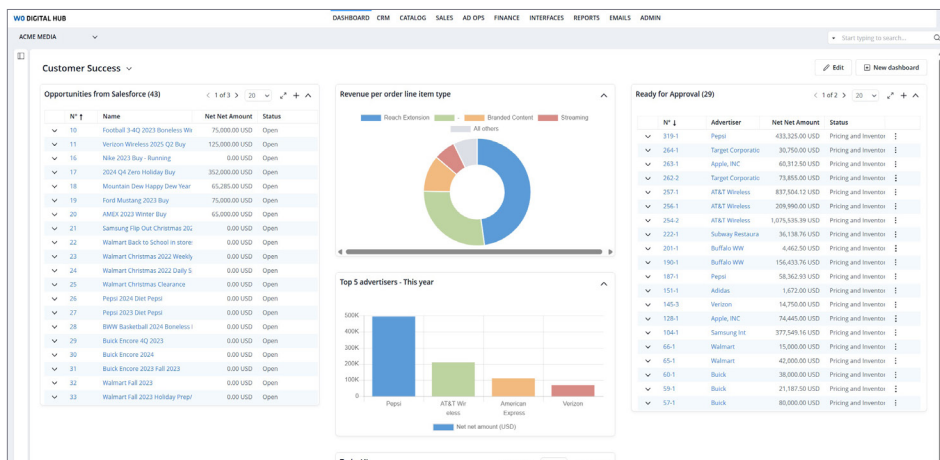 WO DIGITAL HUB
DASHBOARD CRM CATALOG SALES AD OPS FINANCE INTERFACES REPORTS EMAILS ADMIN
ACME MEDIA
Start typing to search...
Customer Success
Edit
New dashboard
Opportunities from Salesforce (43)
1 of 3
20
N° Name Net Net Amount Status
10 Football 3-4Q 2023 Boneless 75,000.00 USD Open
11 Verizon Wireless 2025 Q2 Buy 125,000.00 USD Open
16 Nike 2023 Buy - Running 0.00 USD Open
17 2024 Q4 Zero Holiday Buy 352,000.00 USD Open
18 Mountain Dew Happy Dew Year 65,285.00 USD Open
19 Ford Mustang 2023 Buy 75,000.00 USD Open
20 AMEX 2023 Winter Buy 65,000.00 USD Open
21 Samsung Flip Out Christmas 0.00 USD Open
22 Walmart Back to School in store 0.00 USD Open
23 Walmart Christmas 2022 Weekly 0.00 USD Open
24 Walmart Christmas 2022 Daily S 0.00 USD Open
25 Walmart Christmas Clearance 0.00 USD Open
26 Pepsi 2024 Diet Pepsi 0.00 USD Open
27 Pepsi 2023 Diet Pepsi 0.00 USD Open
28 BWW Basketball 2024 Boneless 0.00 USD Open
29 Buick Encore 4Q 2023 0.00 USD Open
30 Buick Encore 2024 0.00 USD Open
31 Buick Encore 2023 Fall 2023 0.00 USD Open
32 Walmart Fall 2023 0.00 USD Open
33 Walmart Fall 2023 Holiday Prep/ 0.00 USD Open
Revenue per order line item type
Reach Extension - Branded Content Streaming
All others
Top 5 advertisers - This year
500K
400K
300K
200K
100K
0
Pepsi AT&T Wir eless American Express Verizon
Net net amount (USD)
Ready for Approval (29)
1 of 2
20
N° Advertiser Net Net Amount Status
319-1 Pepsi 433,325.00 USD Pricing and Inventor
264-1 Target Corporatio 30,750.00 USD Pricing and Inventor
263-1 Apple, INC 60,312.50 USD Pricing and Inventor
262-2 Target Corporatio 73,855.00 USD Pricing and Inventor
257-1 AT&T Wireless 837,504.12 USD Pricing and Inventor
256-1 AT&T Wireless 209,990.00 USD Pricing and Inventor
254-2 AT&T Wireless 1,075,535.39 USD Pricing and Inventor
222-1 Subway Restaura 36,138.76 USD Pricing and Inventor
201-1 Buffalo WW 4,462.50 USD Pricing and Inventor
190-1 Buffalo WW 156,433.76 USD Pricing and Inventor
187-1 Pepsi 58,362.93 USD Pricing and Inventor
151-1 Adidas 1,672.00 USD Pricing and Inventor
145-3 Verizon 14,750.00 USD Pricing and Inventor
128-1 Apple, INC 74,445.00 USD Pricing and Inventor
104-1 Samsung Int 377,549.16 USD Pricing and Inventor
66-1 Walmart 15,000.00 USD Pricing and Inventor
65-1 Walmart 42,000.00 USD Pricing and Inventor
60-1 Buick 38,000.00 USD Pricing and Inventor
59-1 Buick 21,187.50 USD Pricing and Inventor
57-1 Buick 80,000.00 USD Pricing and Inventor